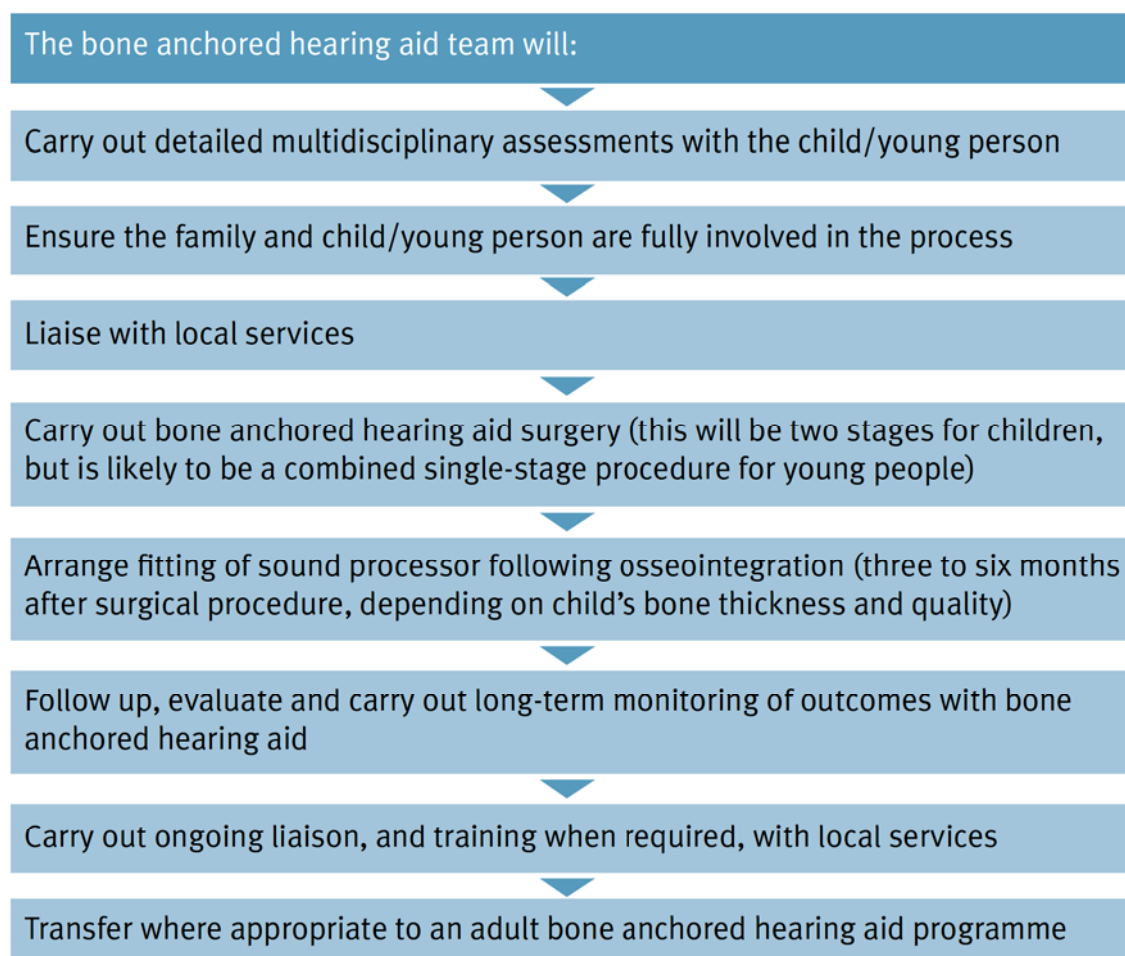 The bone anchored hearing aid team will:
Carry out detailed multidisciplinary assessments with the child/young person
Ensure the family and child/young person are fully involved in the process
Liaise with local services
Carry out bone anchored hearing aid surgery (this will be two stages for children,
but is likely to be a combined single-stage procedure for young people)
Arrange fitting of sound processor following osseointegration (three to six months
after surgical procedure, depending on child’s bone thickness and quality)
Follow up, evaluate and carry out long-term monitoring of outcomes with bone
anchored hearing aid
Carry out ongoing liaison, and training when required, with local services
Transfer where appropriate to an adult bone anchored hearing aid programme